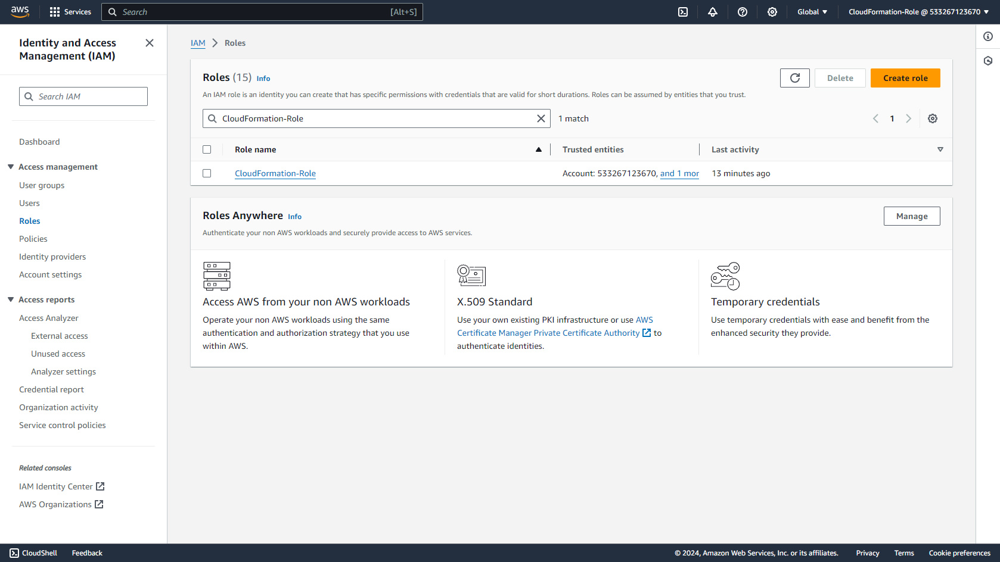 aws
Services
Search
[Alt+S]
Global
CloudFormation-Role @ 533267123670
Identity and Access
Management (IAM)
Search IAM
Dashboard
Access management
User groups
Users
Roles
Policies
Identity providers
Account settings
Access reports
Access Analyzer
External access
Unused access
Analyzer settings
Credential report
Organization activity
Service control policies
Related consoles
IAM Identity Center
AWS Organizations
IAM
Roles
Roles (15) Info
Delete
Create role
An IAM role is an identity you can create that has specific permissions with credentials that are valid for short durations. Roles can be assumed by entities that you trust.
CloudFormation-Role
1 match
1
Role name
Trusted entities
Last activity
CloudFormation-Role
Account: 533267123670, and 1 mor
13 minutes ago
Roles Anywhere Info
Manage
Authenticate your non AWS workloads and securely provide access to AWS services.
Access AWS from your non AWS workloads
Operate your non AWS workloads using the same
authentication and authorization strategy that you use
within AWS.
X.509 Standard
Use your own existing PKI infrastructure or use AWS
Certificate Manager Private Certificate Authority to
authenticate identities.
Temporary credentials
Use temporary credentials with ease and benefit from the
enhanced security they provide.
CloudShell
Feedback
© 2024, Amazon Web Services, Inc. or its affiliates.
Privacy
Terms
Cookie preferences